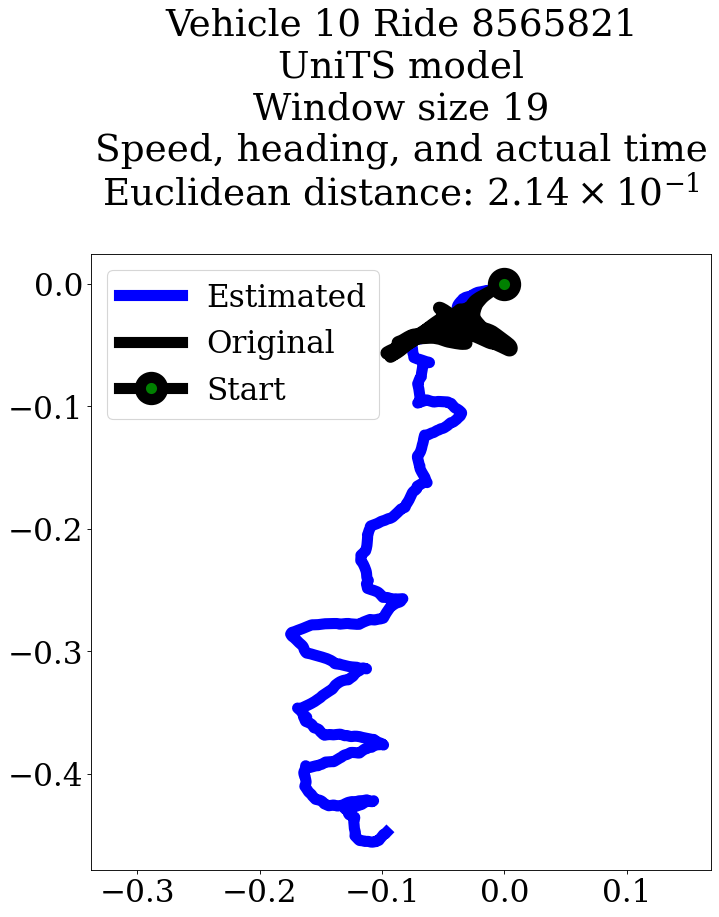 Vehicle 10 Ride 8565821
UniTS model
Window size 19
Speed, heading, and actual time
Euclidean distance: 2.14 × 10⁻¹
Estimated
Original
Start
0.0
−0.1
−0.2
−0.3
−0.4
−0.3 −0.2 −0.1 0.0 0.1